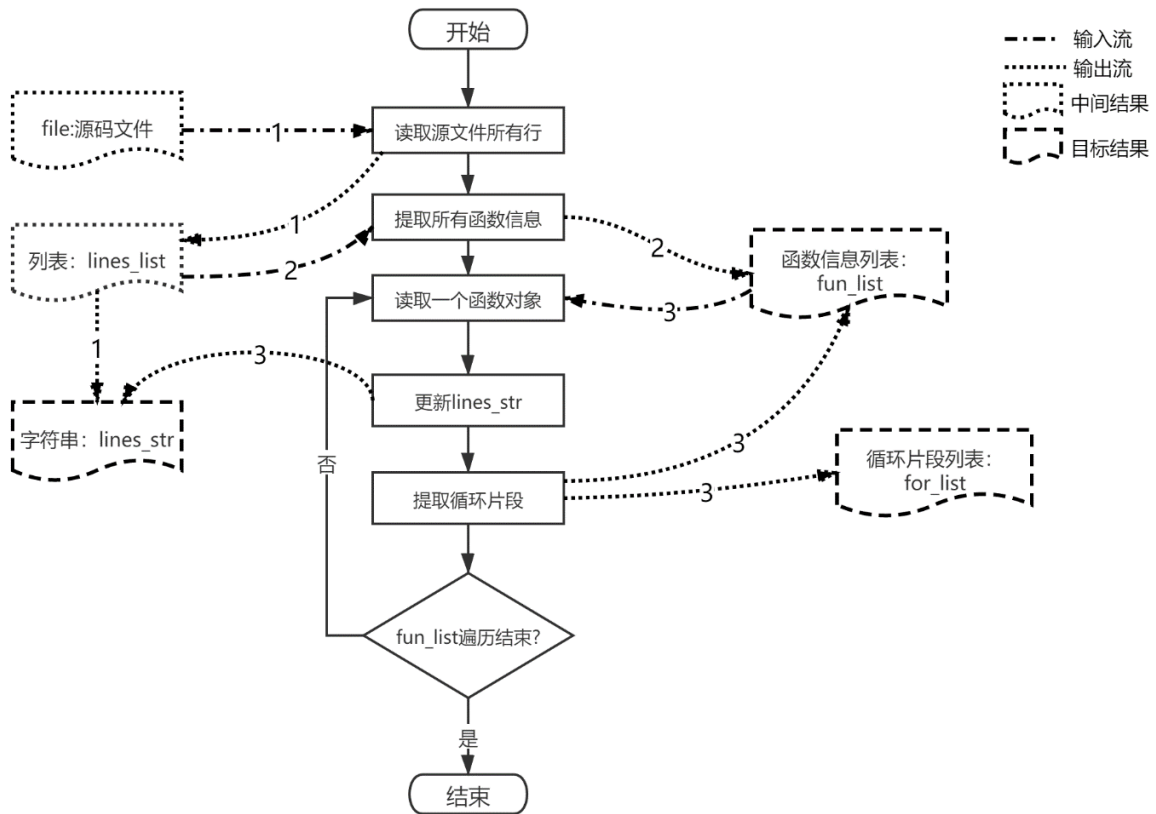 开始
输入流
输出流
中间结果
目标结果
file:源码文件
1
读取源文件所有行
1
提取所有函数信息
2
列表：lines_list
2
函数信息列表：
fun_list
读取一个函数对象
3
1
3
更新lines_str
字符串：lines_str
3
循环片段列表：
for_list
否
提取循环片段
3
fun_list遍历结束?
是
结束